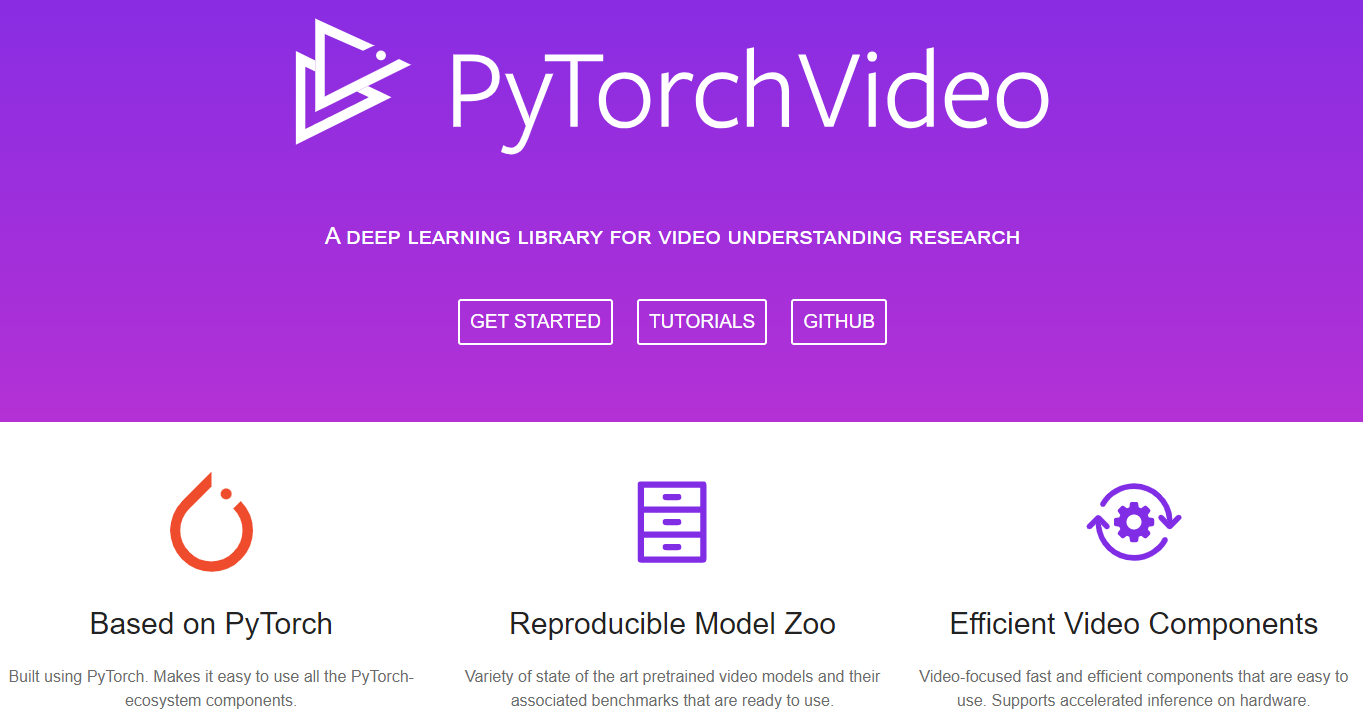 PyTorchVideo
A deep learning library for video understanding research
GET STARTED
TUTORIALS
GITHUB
Based on PyTorch
Built using PyTorch. Makes it easy to use all the PyTorch-
ecosystem components.
Reproducible Model Zoo
Variety of state of the art pretrained video models and their
associated benchmarks that are ready to use.
Efficient Video Components
Video-focused fast and efficient components that are easy to
use. Supports accelerated inference on hardware.